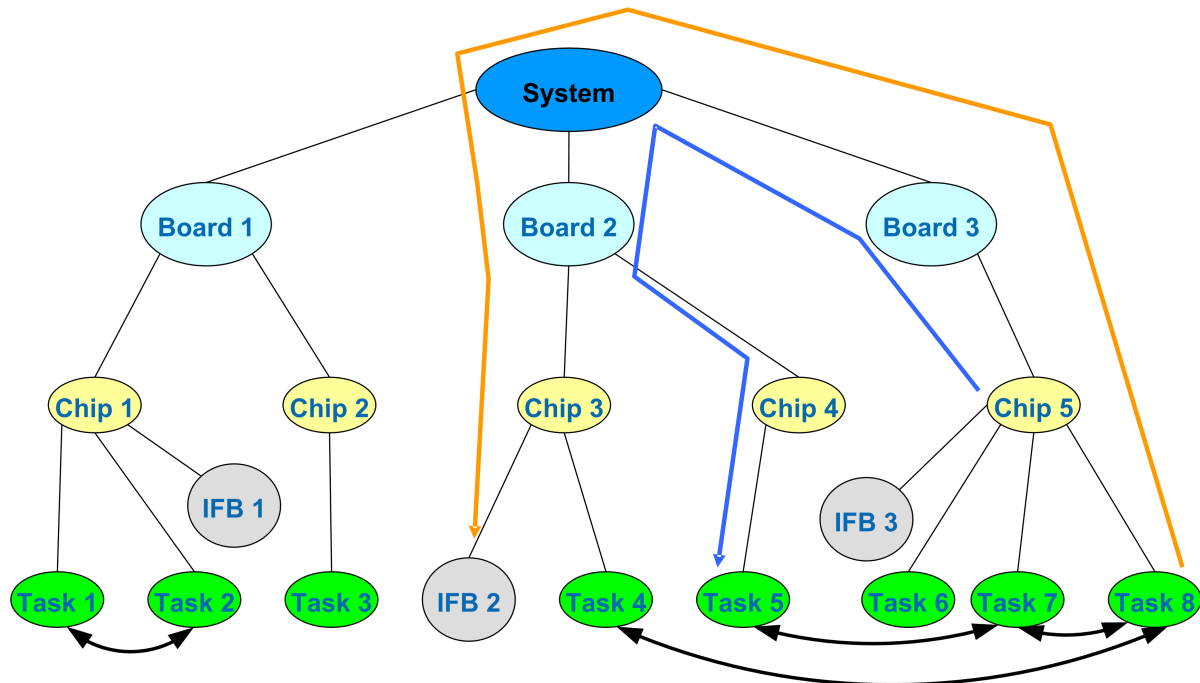 System
Board 1
Board 2
Board 3
Chip 1
Chip 2
Chip 3
Chip 4
Chip 5
IFB 1
IFB 3
Task 1
Task 2
Task 3
IFB 2
Task 4
Task 5
Task 6
Task 7
Task 8